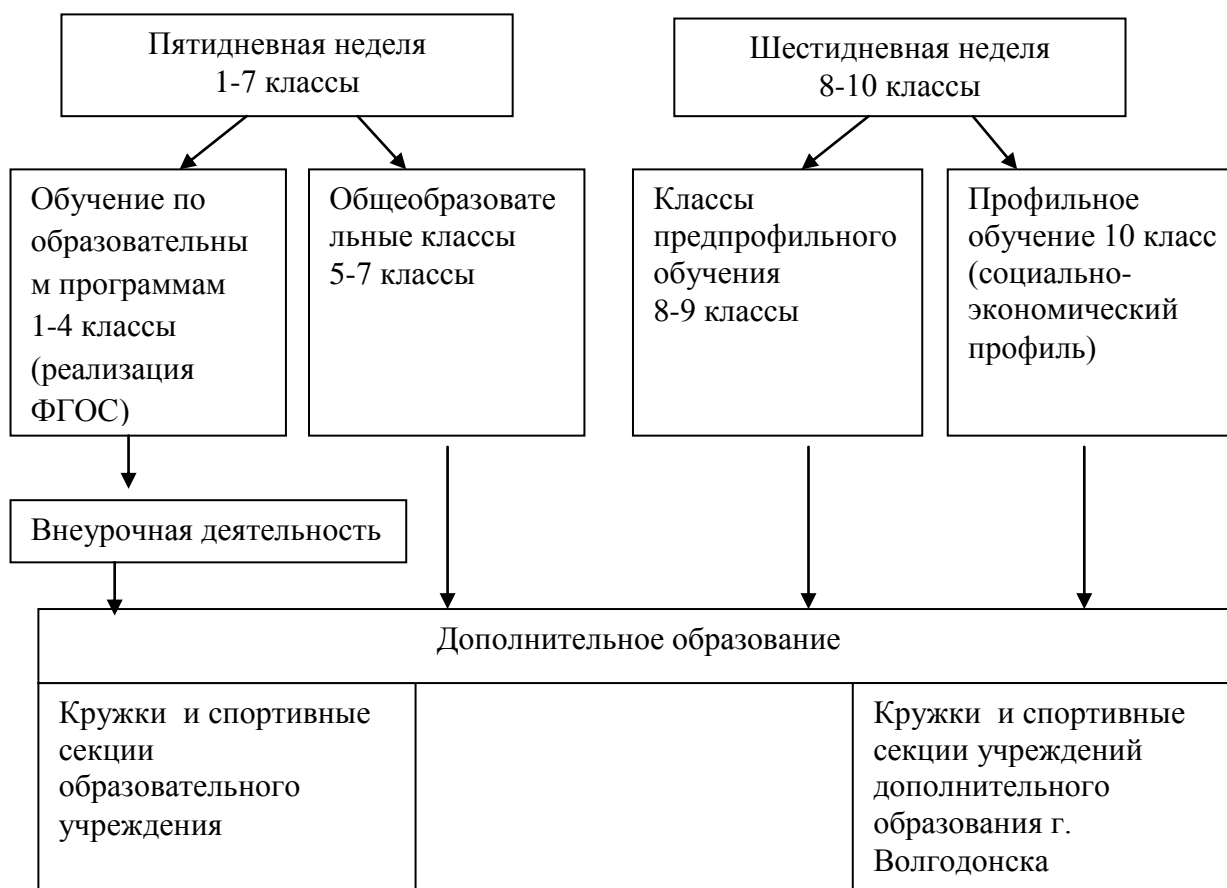 Пятидневная неделя
1-7 классы
Шестидневная неделя
8-10 классы
Обучение по
образовательны
м программам
1-4 классы
(реализация
ФГОС)
Общеобразовате
льные классы
5-7 классы
Классы
предпрофильного
обучения
8-9 классы
Профильное
обучение 10 класс
(социально-
экономический
профиль)
Внеурочная деятельность
Дополнительное образование
Кружки и спортивные
секции
образовательного
учреждения
Кружки и спортивные
секции учреждений
дополнительного
образования г.
Волгодонска